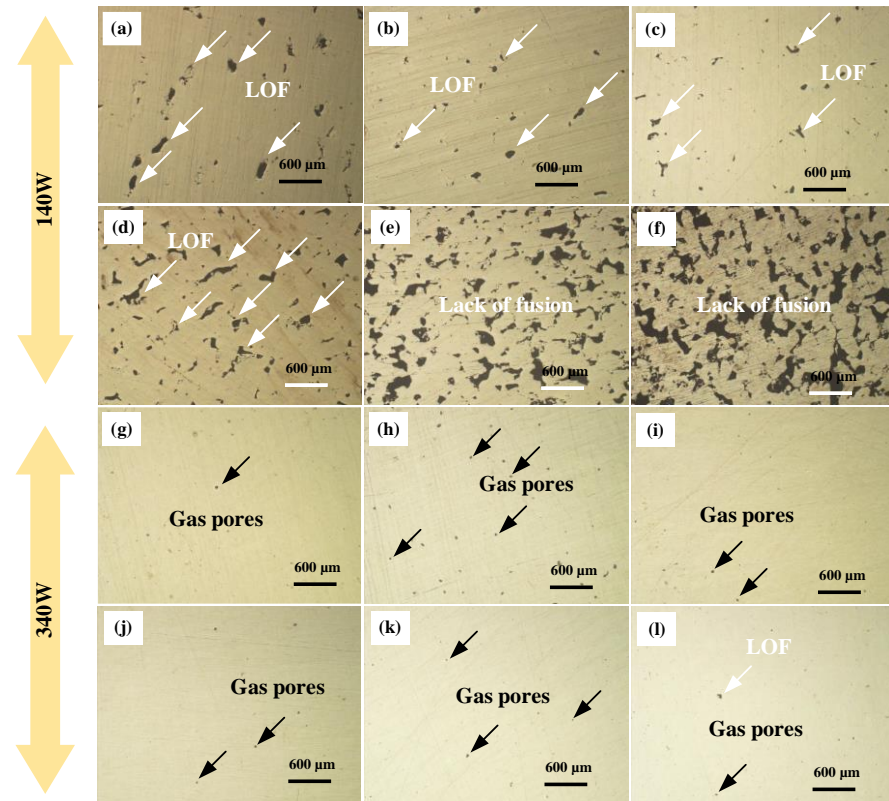 140W
(a)
LOF
600 µm
(b)
LOF
600 µm
(c)
LOF
600 µm
(d)
LOF
600 µm
(e)
Lack of fusion
600 µm
(f)
Lack of fusion
600 µm
340W
(g)
Gas pores
600 µm
(h)
Gas pores
600 µm
(i)
Gas pores
600 µm
(j)
Gas pores
600 µm
(k)
Gas pores
600 µm
(l)
LOF
Gas pores
600 µm